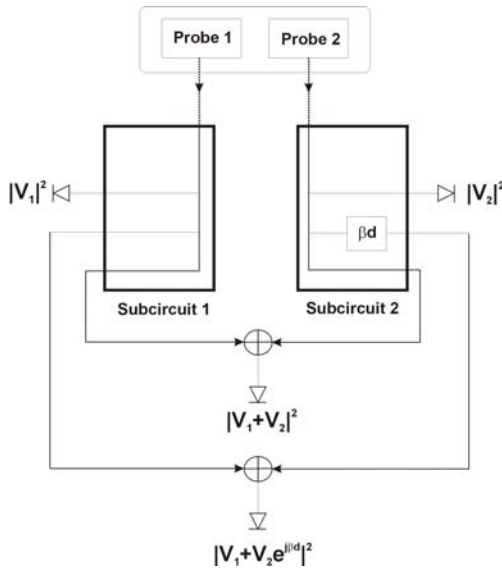 Probe 1
Probe 2
|V₁|²
|V₂|²
βd
Subcircuit 1
Subcircuit 2
|V₁+V₂|²
|V₁+V₂eʲᵝᵈ|²